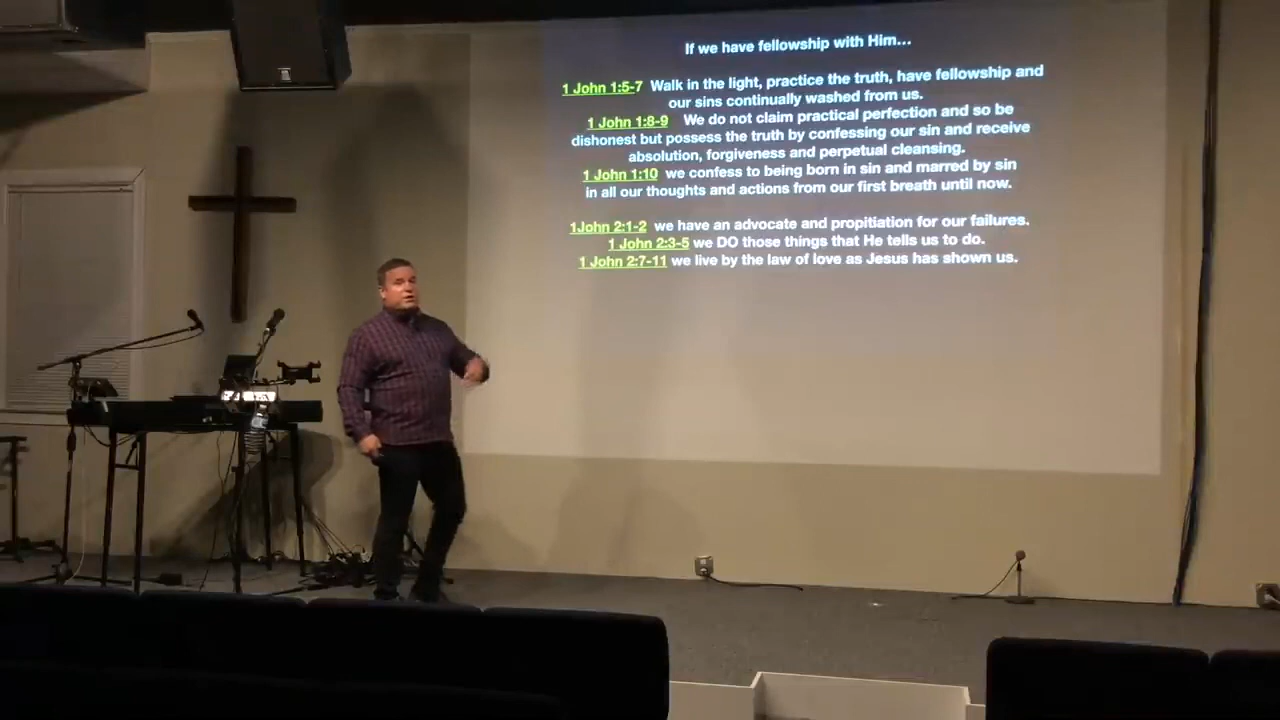 If we have fellowship with Him...
1 John 1:5-7 Walk in the light, practice the truth, have fellowship and
our sins continually washed from us.
1 John 1:8-9 We do not claim practical perfection and so be
dishonest but possess the truth by confessing our sin and receive
absolution, forgiveness and perpetual cleansing.
1 John 1:10 we confess to being born in sin and marred by sin
in all our thoughts and actions from our first breath until now.
1John 2:1-2 we have an advocate and propitiation for our failures.
1 John 2:3-5 we DO those things that He tells us to do.
1 John 2:7-11 we live by the law of love as Jesus has shown us.